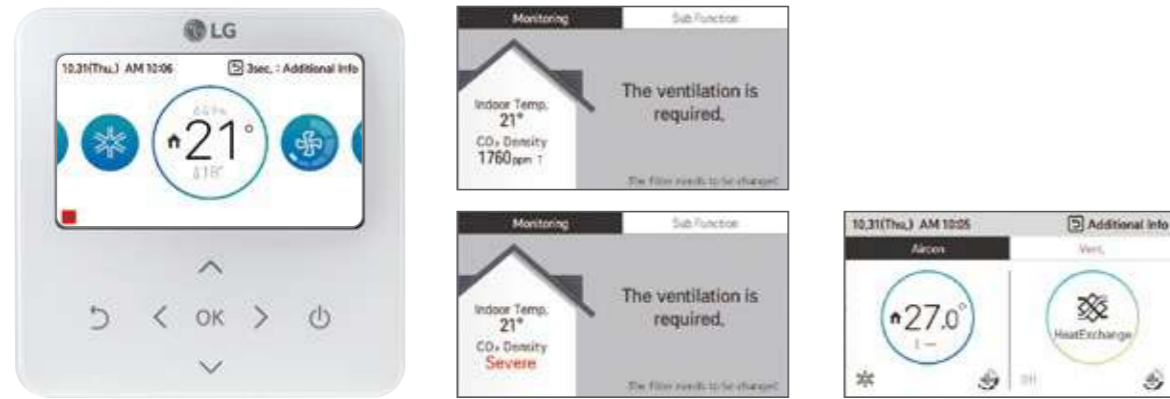 LG
10.31(Thu.) AM 10:06
3sec. : Additional Info
21°
18°
OK
Monitoring
Sub Function
Indoor Temp.
21°
CO₂ Density
1760ppm ↑
The ventilation is
required.
The filter needs to be changed
Monitoring
Sub Function
Indoor Temp.
21°
CO₂ Density
Severe
The ventilation is
required.
The filter needs to be changed
10.31(Thu.) AM 10:05
Additional Info
Aircon
Vent.
27.0°
HeatExchange
Off